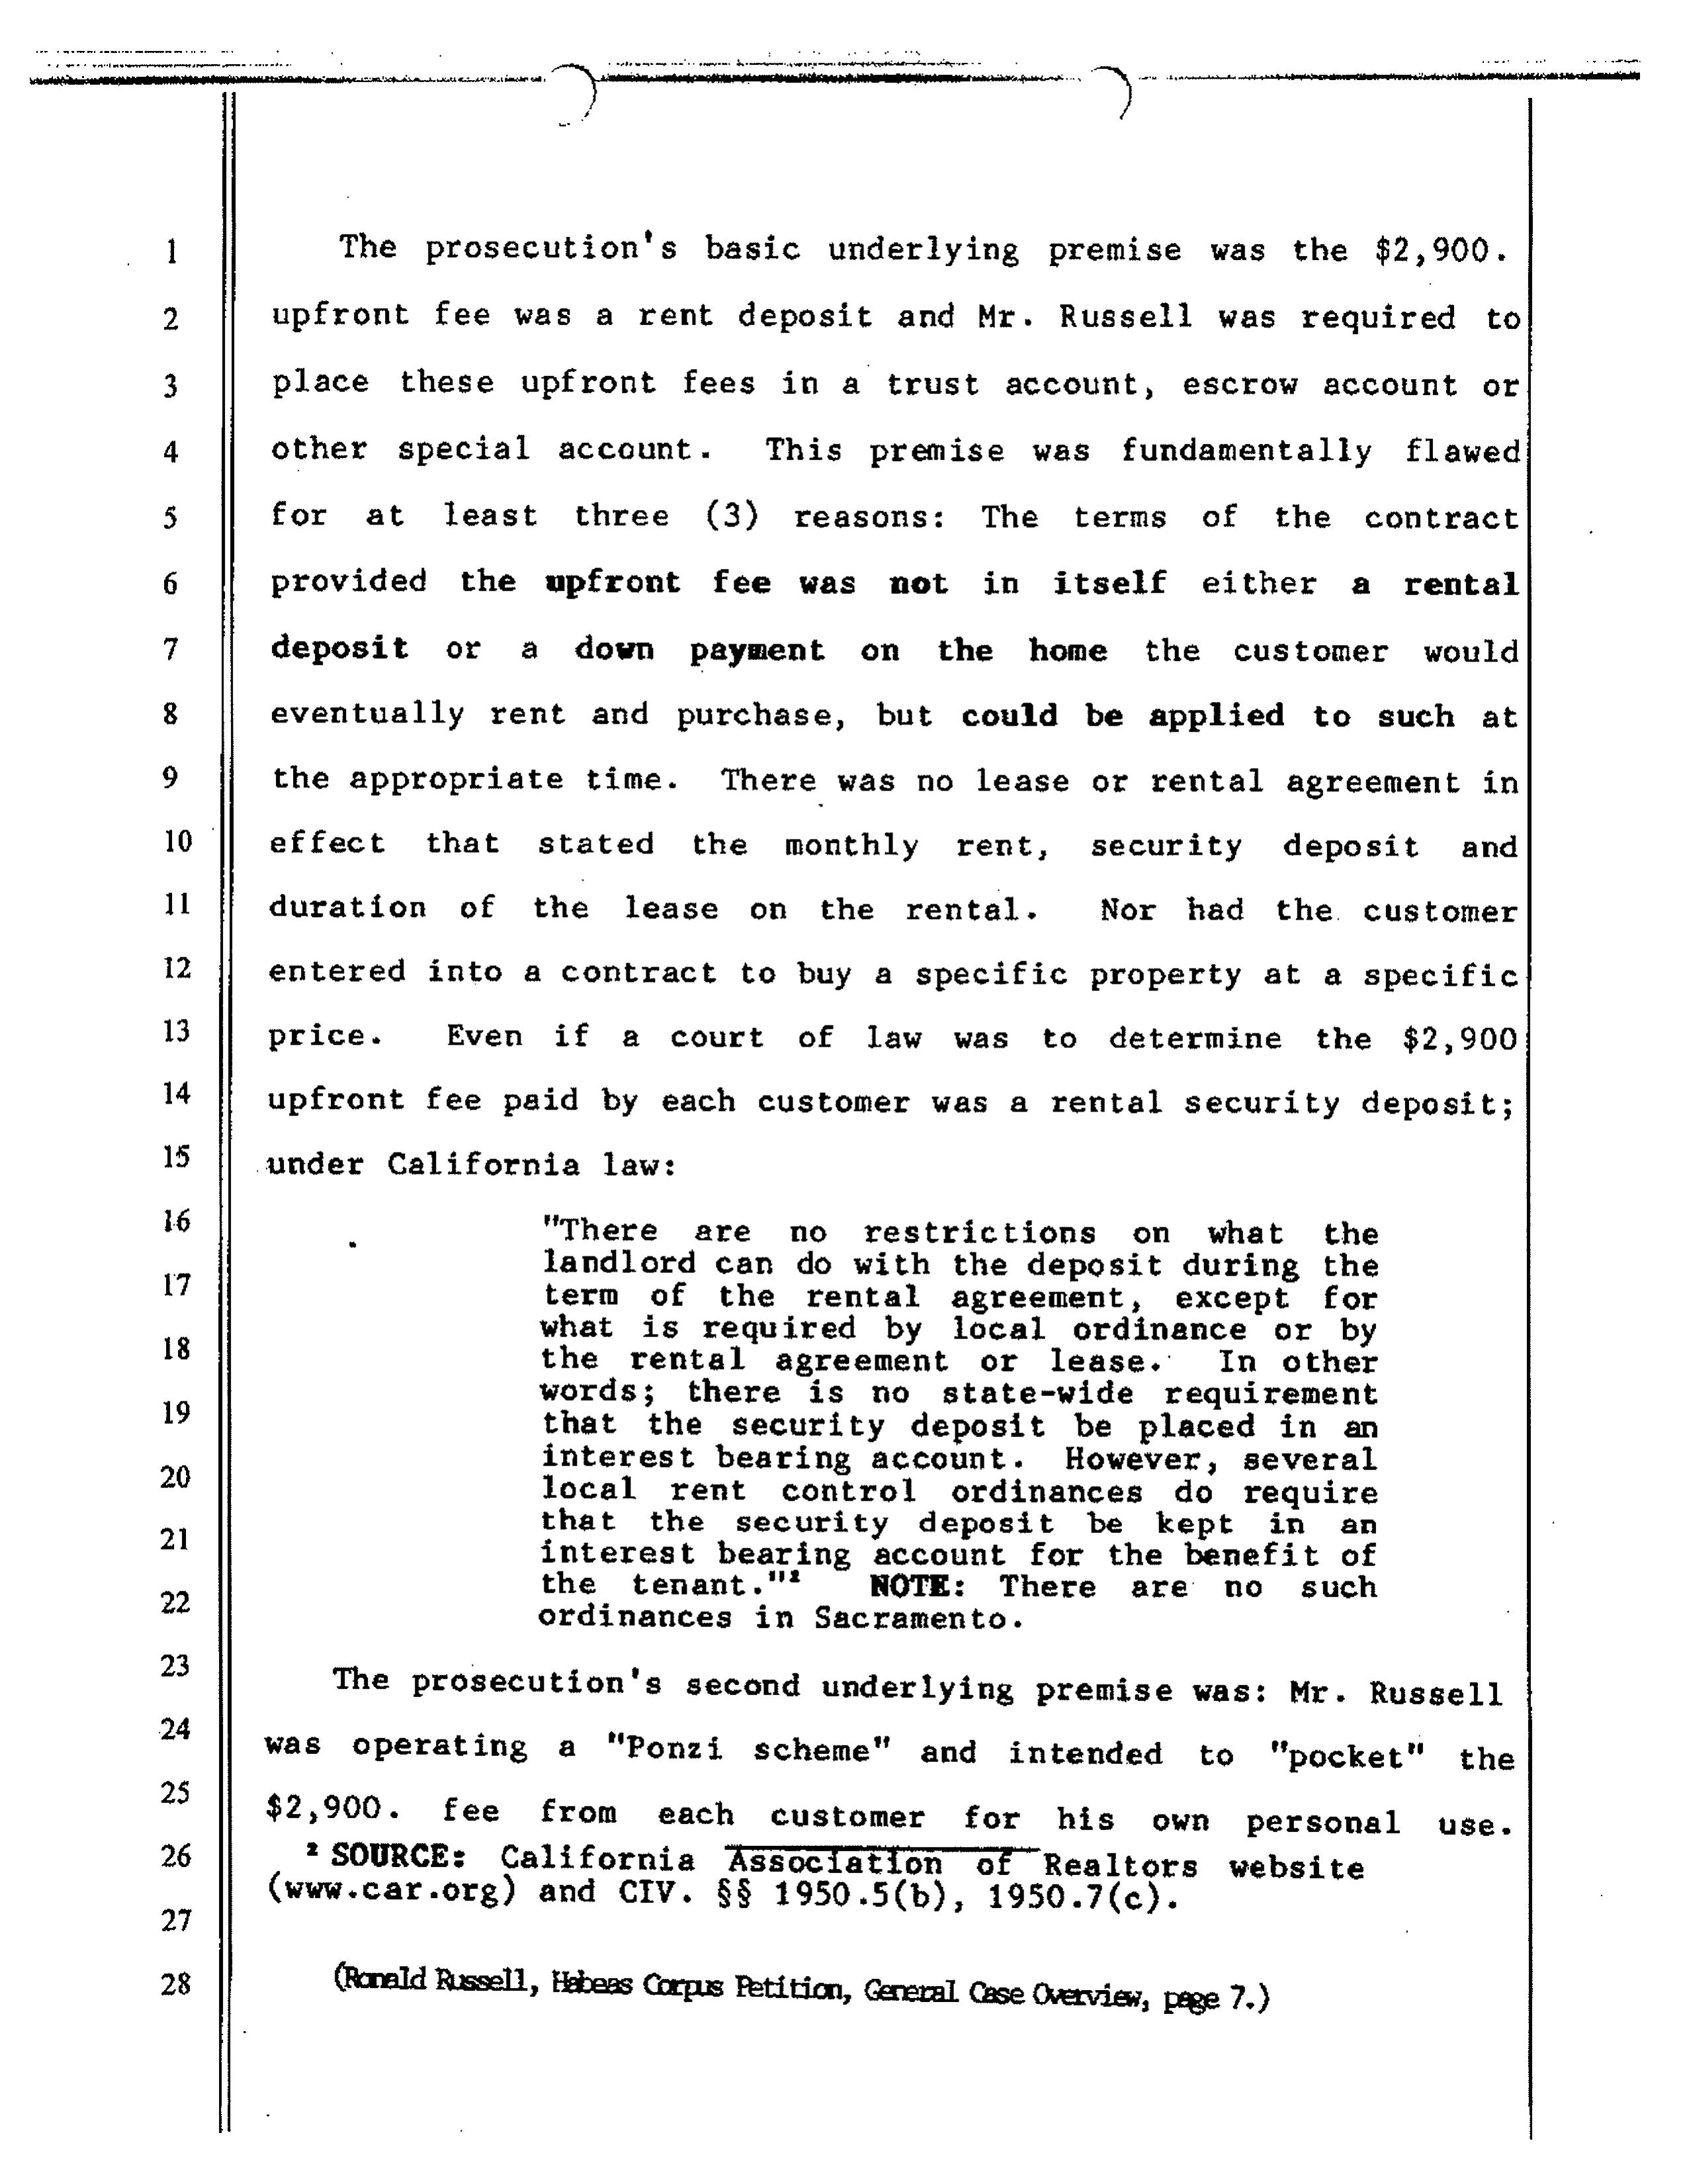 1 The prosecution's basic underlying premise was the $2,900.
2 upfront fee was a rent deposit and Mr. Russell was required to
3 place these upfront fees in a trust account, escrow account or
4 other special account. This premise was fundamentally flawed
5 for at least three (3) reasons: The terms of the contract
6 provided the upfront fee was not in itself either a rental
7 deposit or a down payment on the home the customer would
8 eventually rent and purchase, but could be applied to such at
9 the appropriate time. There was no lease or rental agreement in
10 effect that stated the monthly rent, security deposit and
11 duration of the lease on the rental. Nor had the customer
12 entered into a contract to buy a specific property at a specific
13 price. Even if a court of law was to determine the $2,900
14 upfront fee paid by each customer was a rental security deposit;
15 under California law:
16 "There are no restrictions on what the
landlord can do with the deposit during the
17 term of the rental agreement, except for
what is required by local ordinance or by
18 the rental agreement or lease. In other
words; there is no state-wide requirement
19 that the security deposit be placed in an
interest bearing account. However, several
20 local rent control ordinances do require
that the security deposit be kept in an
21 interest bearing account for the benefit of
the tenant."² NOTE: There are no such
22 ordinances in Sacramento.
23 The prosecution's second underlying premise was: Mr. Russell
24 was operating a "Ponzi scheme" and intended to "pocket" the
25 $2,900. fee from each customer for his own personal use.
26 ² SOURCE: California Association of Realtors website
(www.car.org) and CIV. §§ 1950.5(b), 1950.7(c).
27
28 (Ronald Russell, Habeas Corpus Petition, General Case Overview, page 7.)